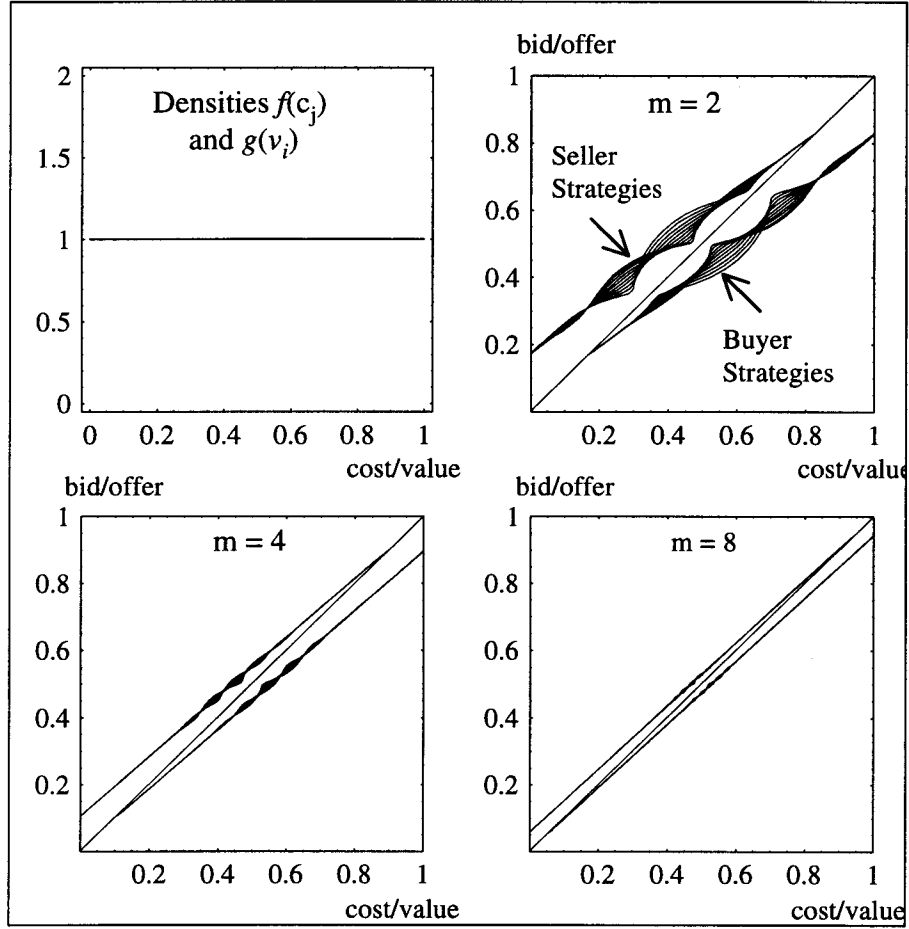 2
Densities f(c_j)
and g(v_i)
1.5
1
0.5
0
0 0.2 0.4 0.6 0.8 1
cost/value
bid/offer
1
m = 2
0.8
Seller
Strategies
0.6
0.4
Buyer
Strategies
0.2
0.2 0.4 0.6 0.8 1
cost/value
bid/offer
1
m = 4
0.8
0.6
0.4
0.2
0.2 0.4 0.6 0.8 1
cost/value
bid/offer
1
m = 8
0.8
0.6
0.4
0.2
0.2 0.4 0.6 0.8 1
cost/value